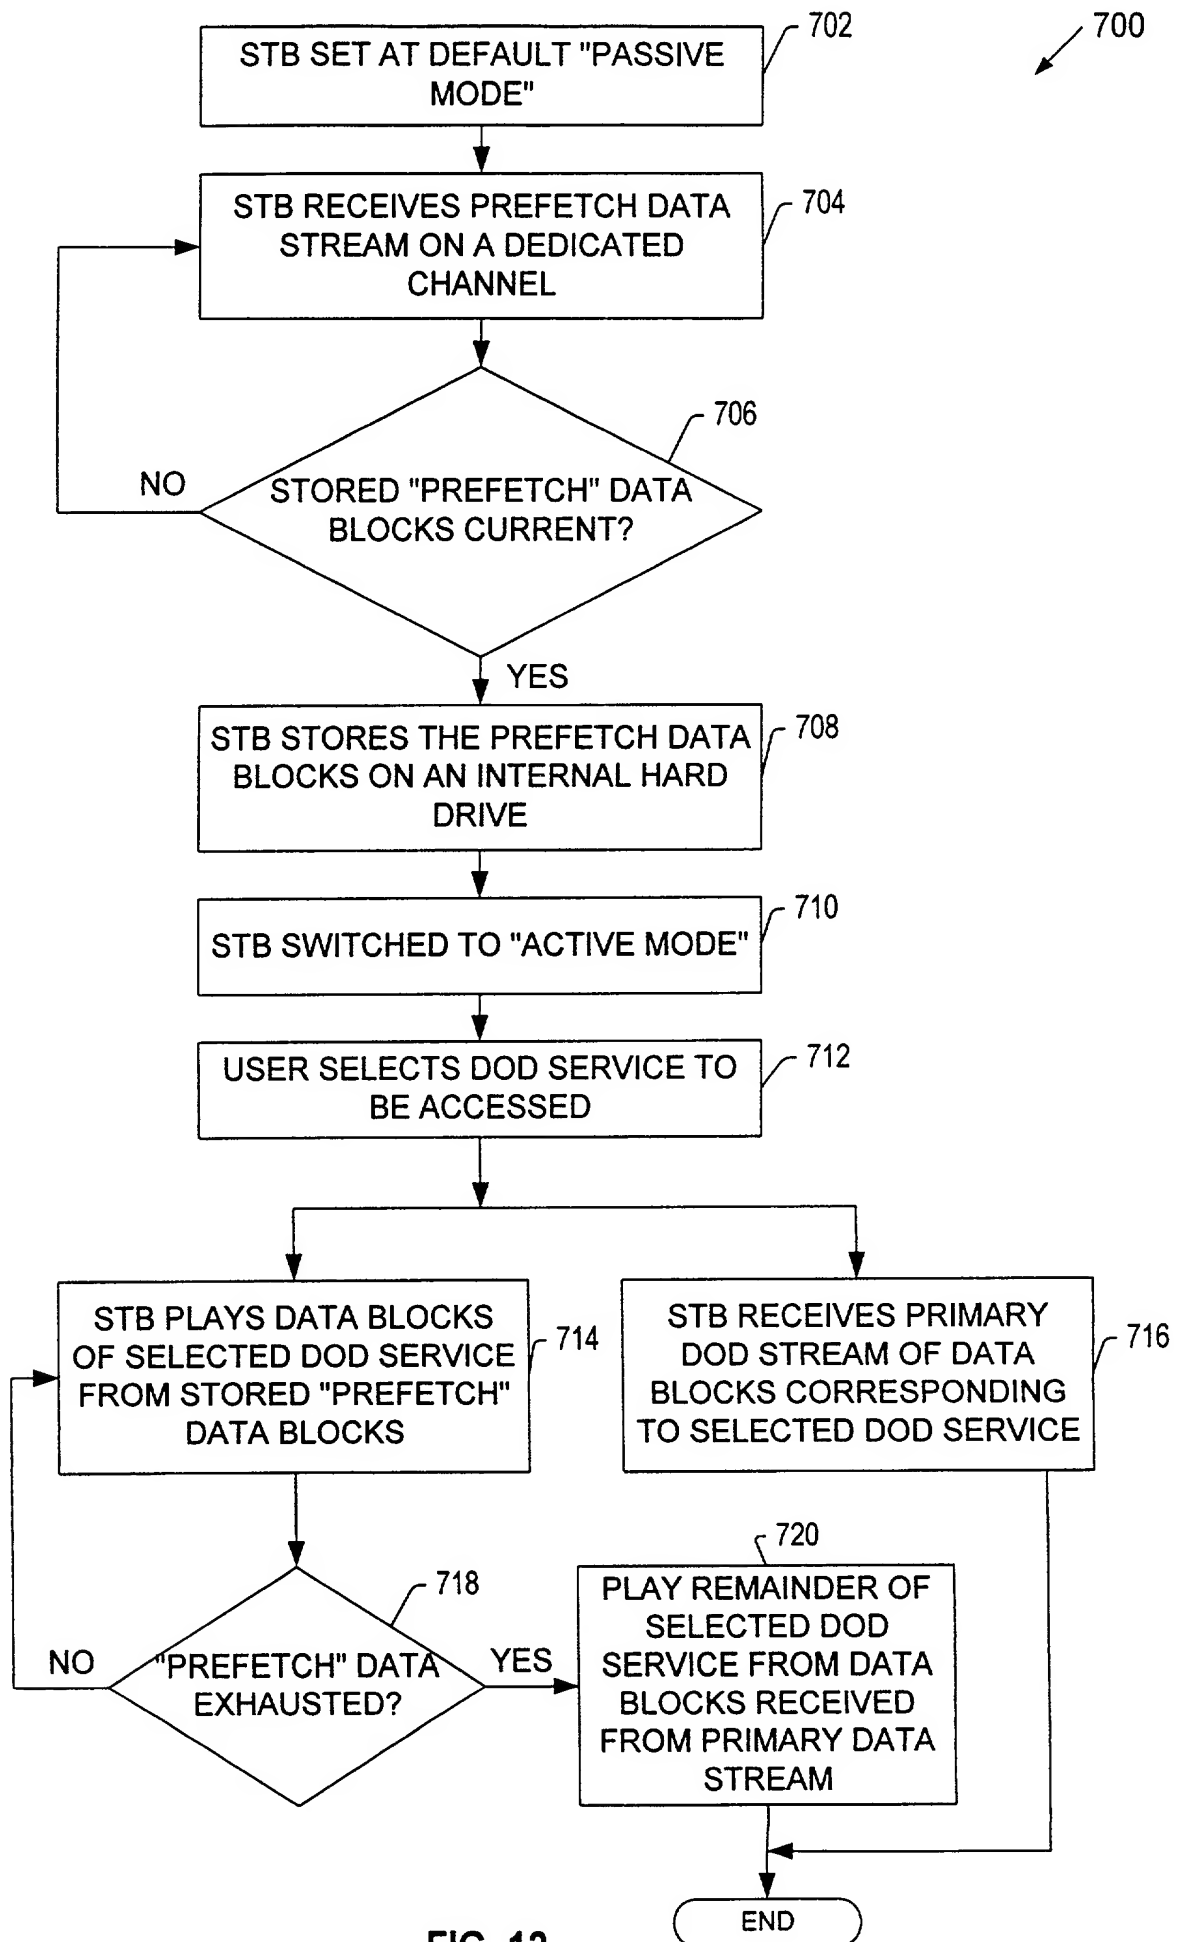 702
700
STB SET AT DEFAULT "PASSIVE
MODE"
STB RECEIVES PREFETCH DATA
STREAM ON A DEDICATED
CHANNEL
704
706
NO
STORED "PREFETCH" DATA
BLOCKS CURRENT?
YES
STB STORES THE PREFETCH DATA
BLOCKS ON AN INTERNAL HARD
DRIVE
708
710
STB SWITCHED TO "ACTIVE MODE"
USER SELECTS DOD SERVICE TO
BE ACCESSED
712
STB PLAYS DATA BLOCKS
OF SELECTED DOD SERVICE
FROM STORED "PREFETCH"
DATA BLOCKS
714
STB RECEIVES PRIMARY
DOD STREAM OF DATA
BLOCKS CORRESPONDING
TO SELECTED DOD SERVICE
716
718
NO
"PREFETCH" DATA
EXHAUSTED?
YES
720
PLAY REMAINDER OF
SELECTED DOD
SERVICE FROM DATA
BLOCKS RECEIVED
FROM PRIMARY DATA
STREAM
END